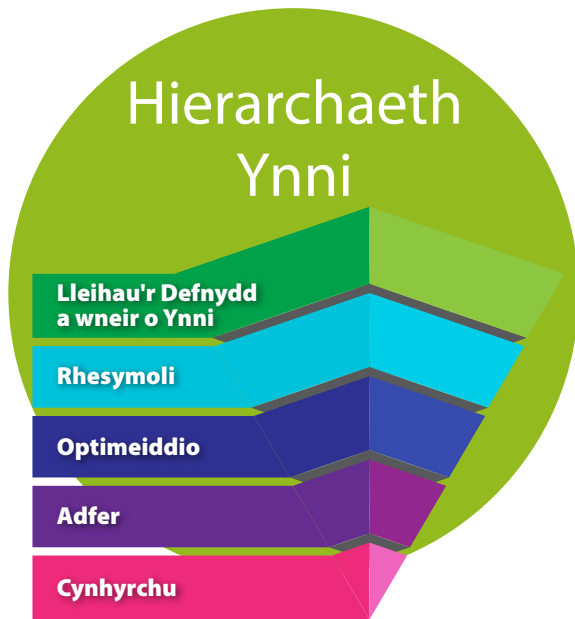 Hierarchaeth
Ynni
Lleihau'r Defnydd
a wneir o Ynni
Rhesymoli
Optimeiddio
Adfer
Cynhyrchu